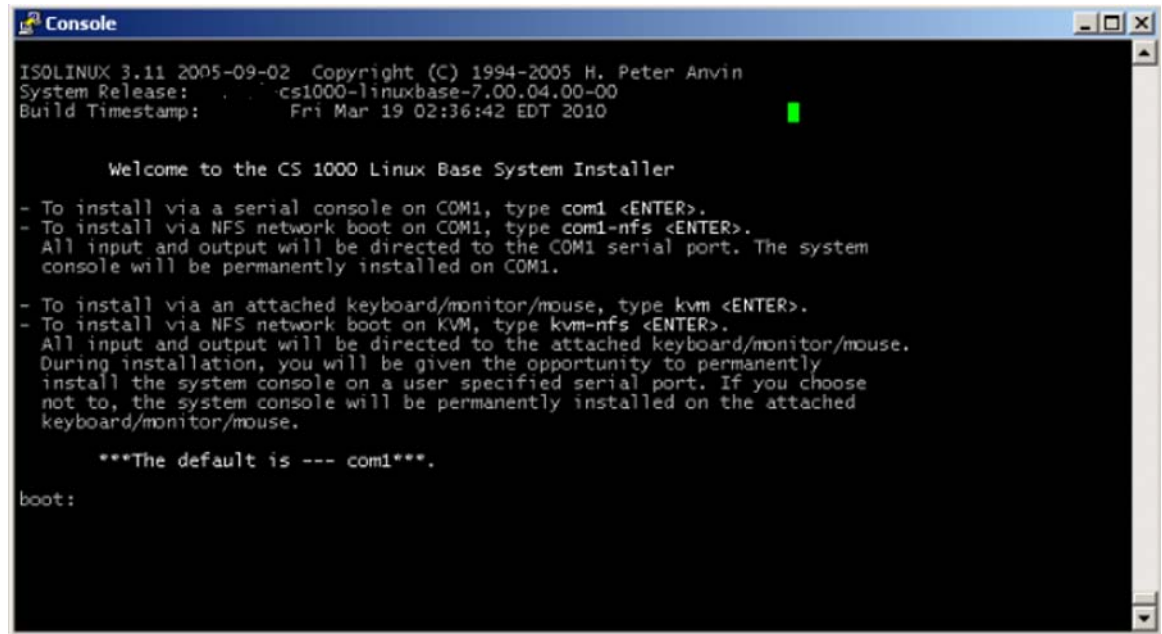 Console
ISOLINUX 3.11 2005-09-02 Copyright (C) 1994-2005 H. Peter Anvin
System Release: cs1000-linuxbase-7.00.04.00-00
Build Timestamp: Fri Mar 19 02:36:42 EDT 2010
Welcome to the CS 1000 Linux Base System Installer
- To install via a serial console on COM1, type com1 <ENTER>.
- To install via NFS network boot on COM1, type com1-nfs <ENTER>.
All input and output will be directed to the COM1 serial port. The system
console will be permanently installed on COM1.
- To install via an attached keyboard/monitor/mouse, type kvm <ENTER>.
- To install via NFS network boot on KVM, type kvm-nfs <ENTER>.
All input and output will be directed to the attached keyboard/monitor/mouse.
During installation, you will be given the opportunity to permanently
install the system console on a user specified serial port. If you choose
not to, the system console will be permanently installed on the attached
keyboard/monitor/mouse.
***The default is --- com1***.
boot: